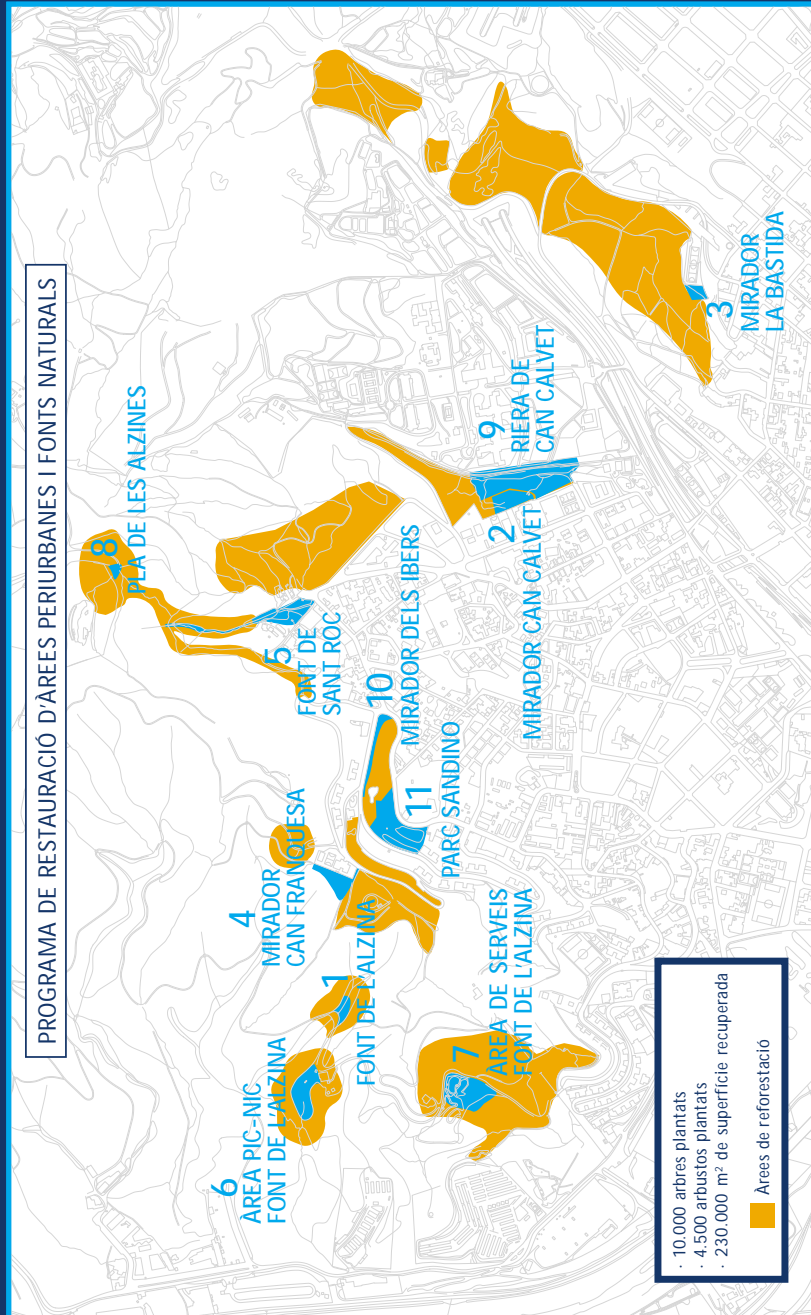 PROGRAMA DE RESTAURACIÓ D'ÀREES PERIURBANES I FONTS NATURALS
6
ÀREA PIC-NIC
FONT DE L'ALZINA
1
FONT DE L'ALZINA
4
MIRADOR
CAN FRANQUESA
7
ÀREA DE SERVEIS
FONT DE L'ALZINA
11
PARC SANDINO
10
MIRADOR DELS IBERS
5
FONT DE
SANT ROC
8
PLA DE LES ALZINES
2
MIRADOR CAN CALVET
9
RIERA DE
CAN CALVET
3
MIRADOR
LA BASTIDA
· 10.000 arbres plantats
· 4.500 arbustos plantats
· 230.000 m² de superfície recuperada
Àrees de reforestació